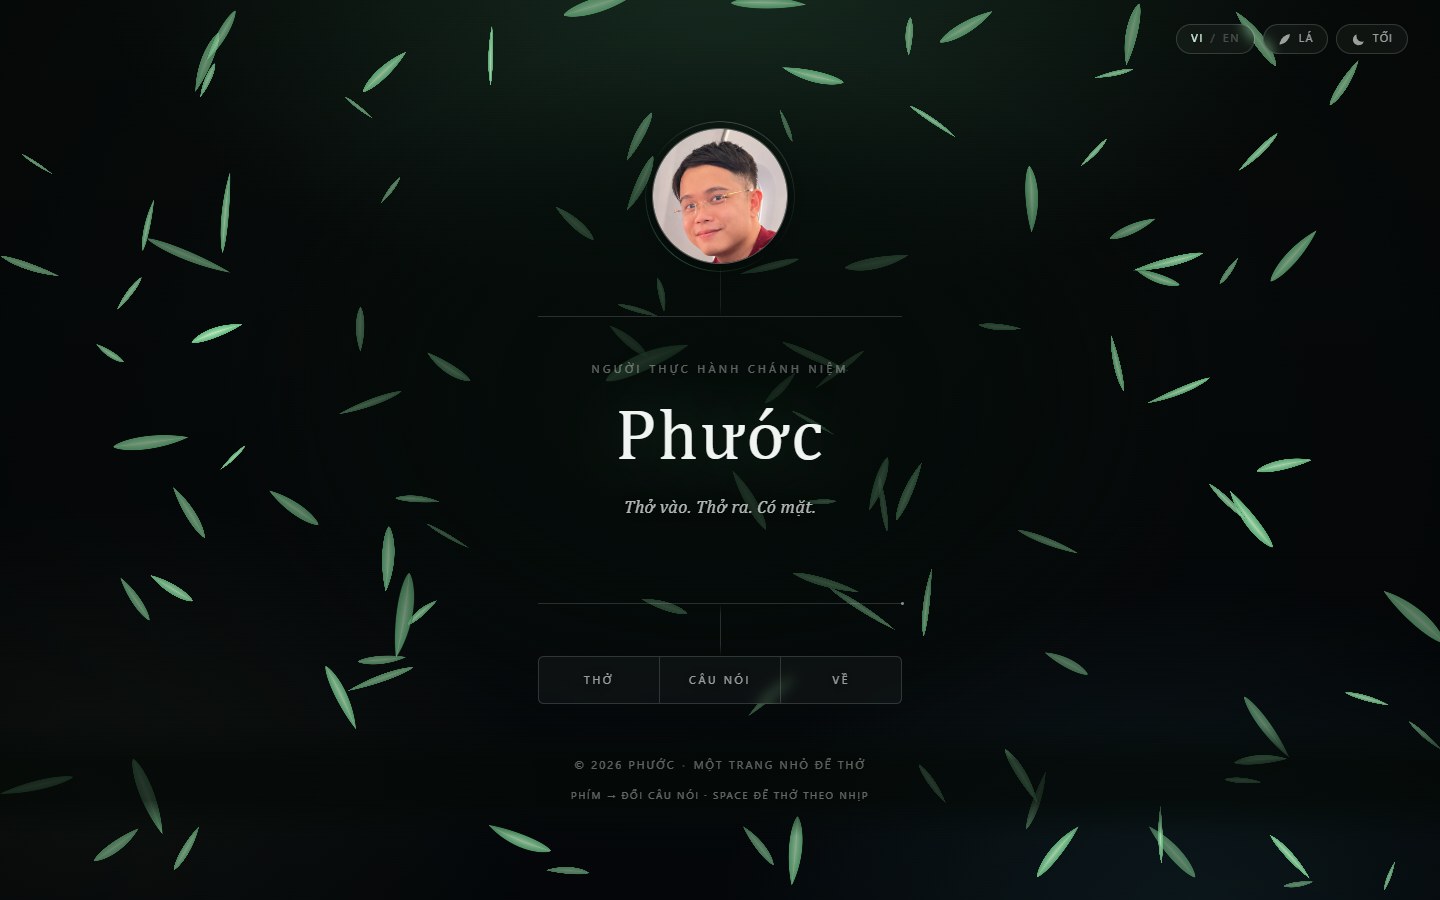 VI / EN
LÁ
TỐI
NGƯỜI THỰC HÀNH CHÁNH NIỆM
Phước
Thở vào. Thở ra. Có mặt.
THỞ
CÂU NÓI
VỀ
© 2026 PHƯỚC · MỘT TRANG NHỎ ĐỂ THỞ
PHÍM → ĐỔI CÂU NÓI · SPACE ĐỂ THỞ THEO NHỊP